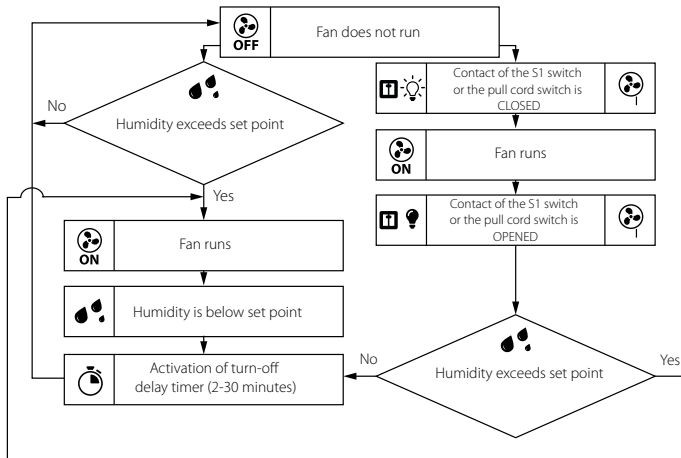 OFF
Fan does not run
Humidity exceeds set point
No
Yes
ON
Fan runs
Humidity is below set point
Activation of turn-off
delay timer (2-30 minutes)
Contact of the S1 switch
or the pull cord switch is
CLOSED
ON
Fan runs
Contact of the S1 switch
or the pull cord switch is
OPENED
Humidity exceeds set point
No
Yes